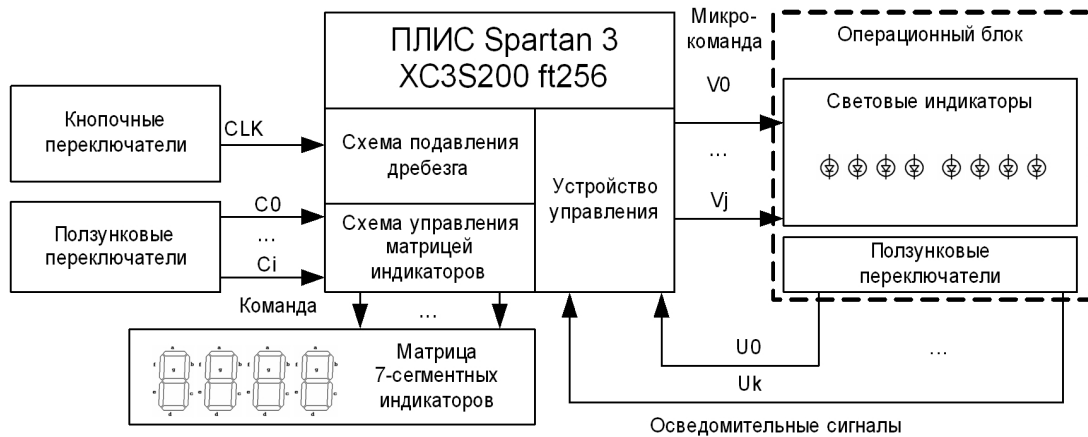 ПЛИС Spartan 3
XC3S200 ft256
Микро-
команда
Операционный блок
Кнопочные
переключатели
CLK
Схема подавления
дребезга
Устройство
управления
V0
...
Vj
Световые индикаторы
Ползунковые
переключатели
C0
...
Ci
Команда
Схема управления
матрицей
индикаторов
...
Ползунковые
переключатели
Матрица
7-сегментных
индикаторов
U0
...
Uk
Осведомительные сигналы